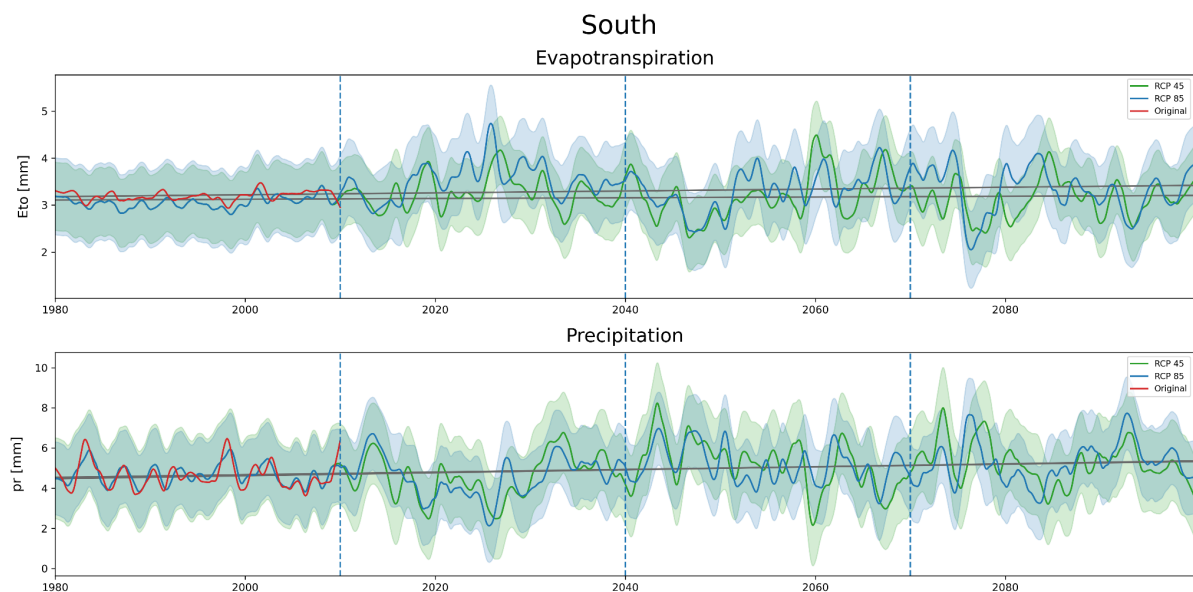 South
Evapotranspiration
Eto [mm]
5
4
3
2
RCP 45
RCP 85
Original
1980 2000 2020 2040 2060 2080
Precipitation
pr [mm]
10
8
6
4
2
0
RCP 45
RCP 85
Original
1980 2000 2020 2040 2060 2080